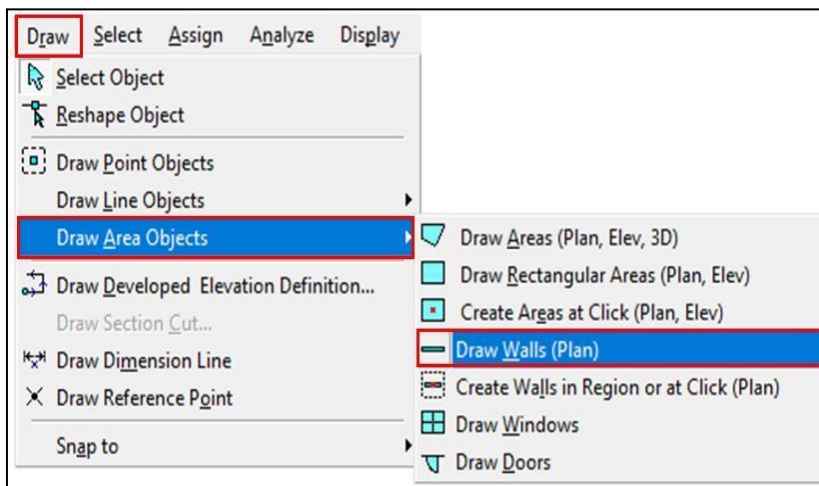 Draw Select Assign Analyze Display
Select Object
Reshape Object
Draw Point Objects
Draw Line Objects
Draw Area Objects
Draw Developed Elevation Definition...
Draw Section Cut...
Draw Dimension Line
Draw Reference Point
Snap to
Draw Areas (Plan, Elev, 3D)
Draw Rectangular Areas (Plan, Elev)
Create Areas at Click (Plan, Elev)
Draw Walls (Plan)
Create Walls in Region or at Click (Plan)
Draw Windows
Draw Doors